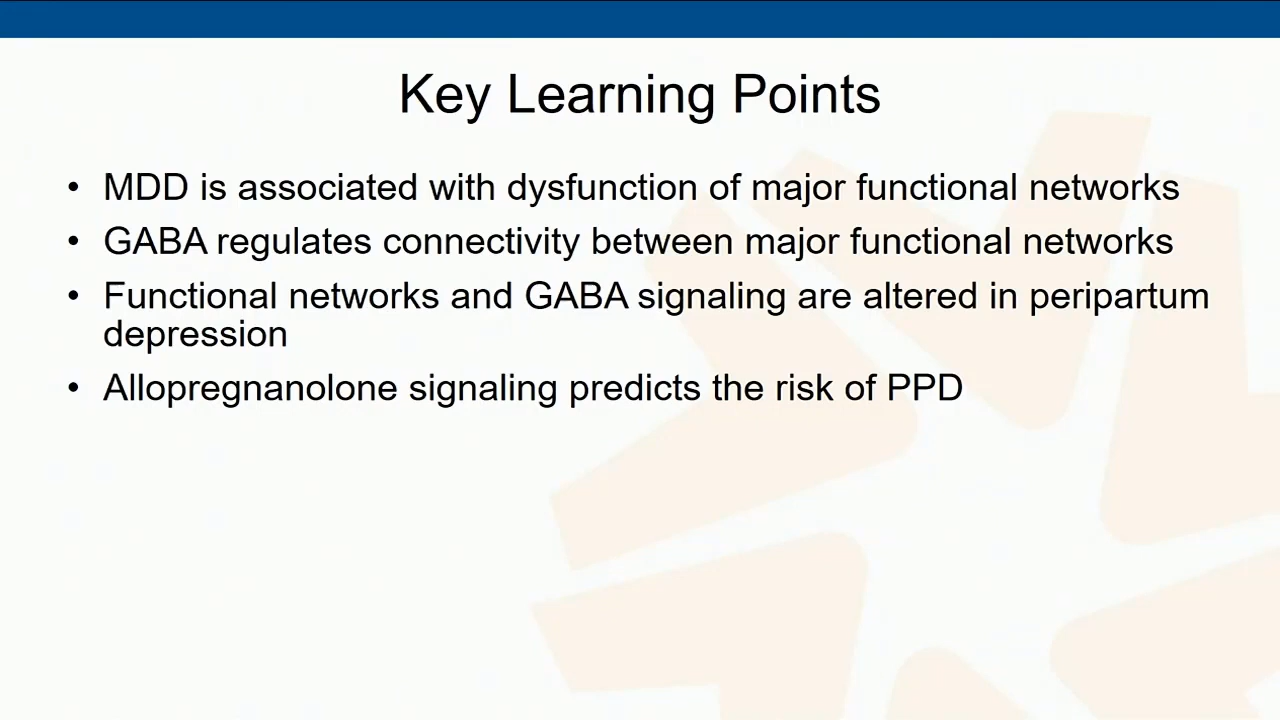 Key Learning Points
• MDD is associated with dysfunction of major functional networks
• GABA regulates connectivity between major functional networks
• Functional networks and GABA signaling are altered in peripartum
depression
• Allopregnanolone signaling predicts the risk of PPD